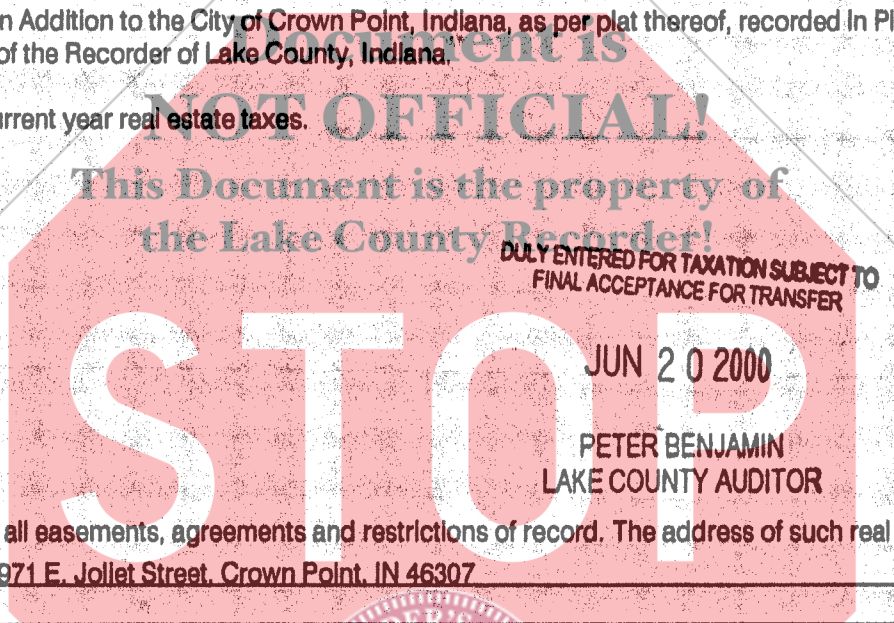 n Addition to the City of Crown Point, Indiana, as per plat thereof, recorded in Pl
Document is
of the Recorder of Lake County, Indiana.
NOT OFFICIAL!
urrent year real estate taxes.
This Document is the property of
the Lake County Recorder!
DULY ENTERED FOR TAXATION SUBJECT TO
FINAL ACCEPTANCE FOR TRANSFER
STOP
JUN 20 2000
PETER BENJAMIN
LAKE COUNTY AUDITOR
all easements, agreements and restrictions of record. The address of such real
971 E. Joliet Street, Crown Point, IN 46307